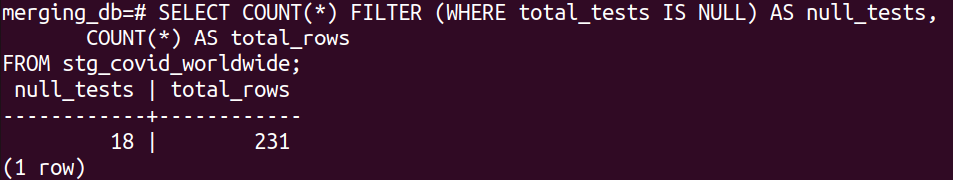 merging_db=# SELECT COUNT(*) FILTER (WHERE total_tests IS NULL) AS null_tests,
       COUNT(*) AS total_rows
FROM stg_covid_worldwide;
 null_tests | total_rows
------------+------------
         18 |        231
(1 row)